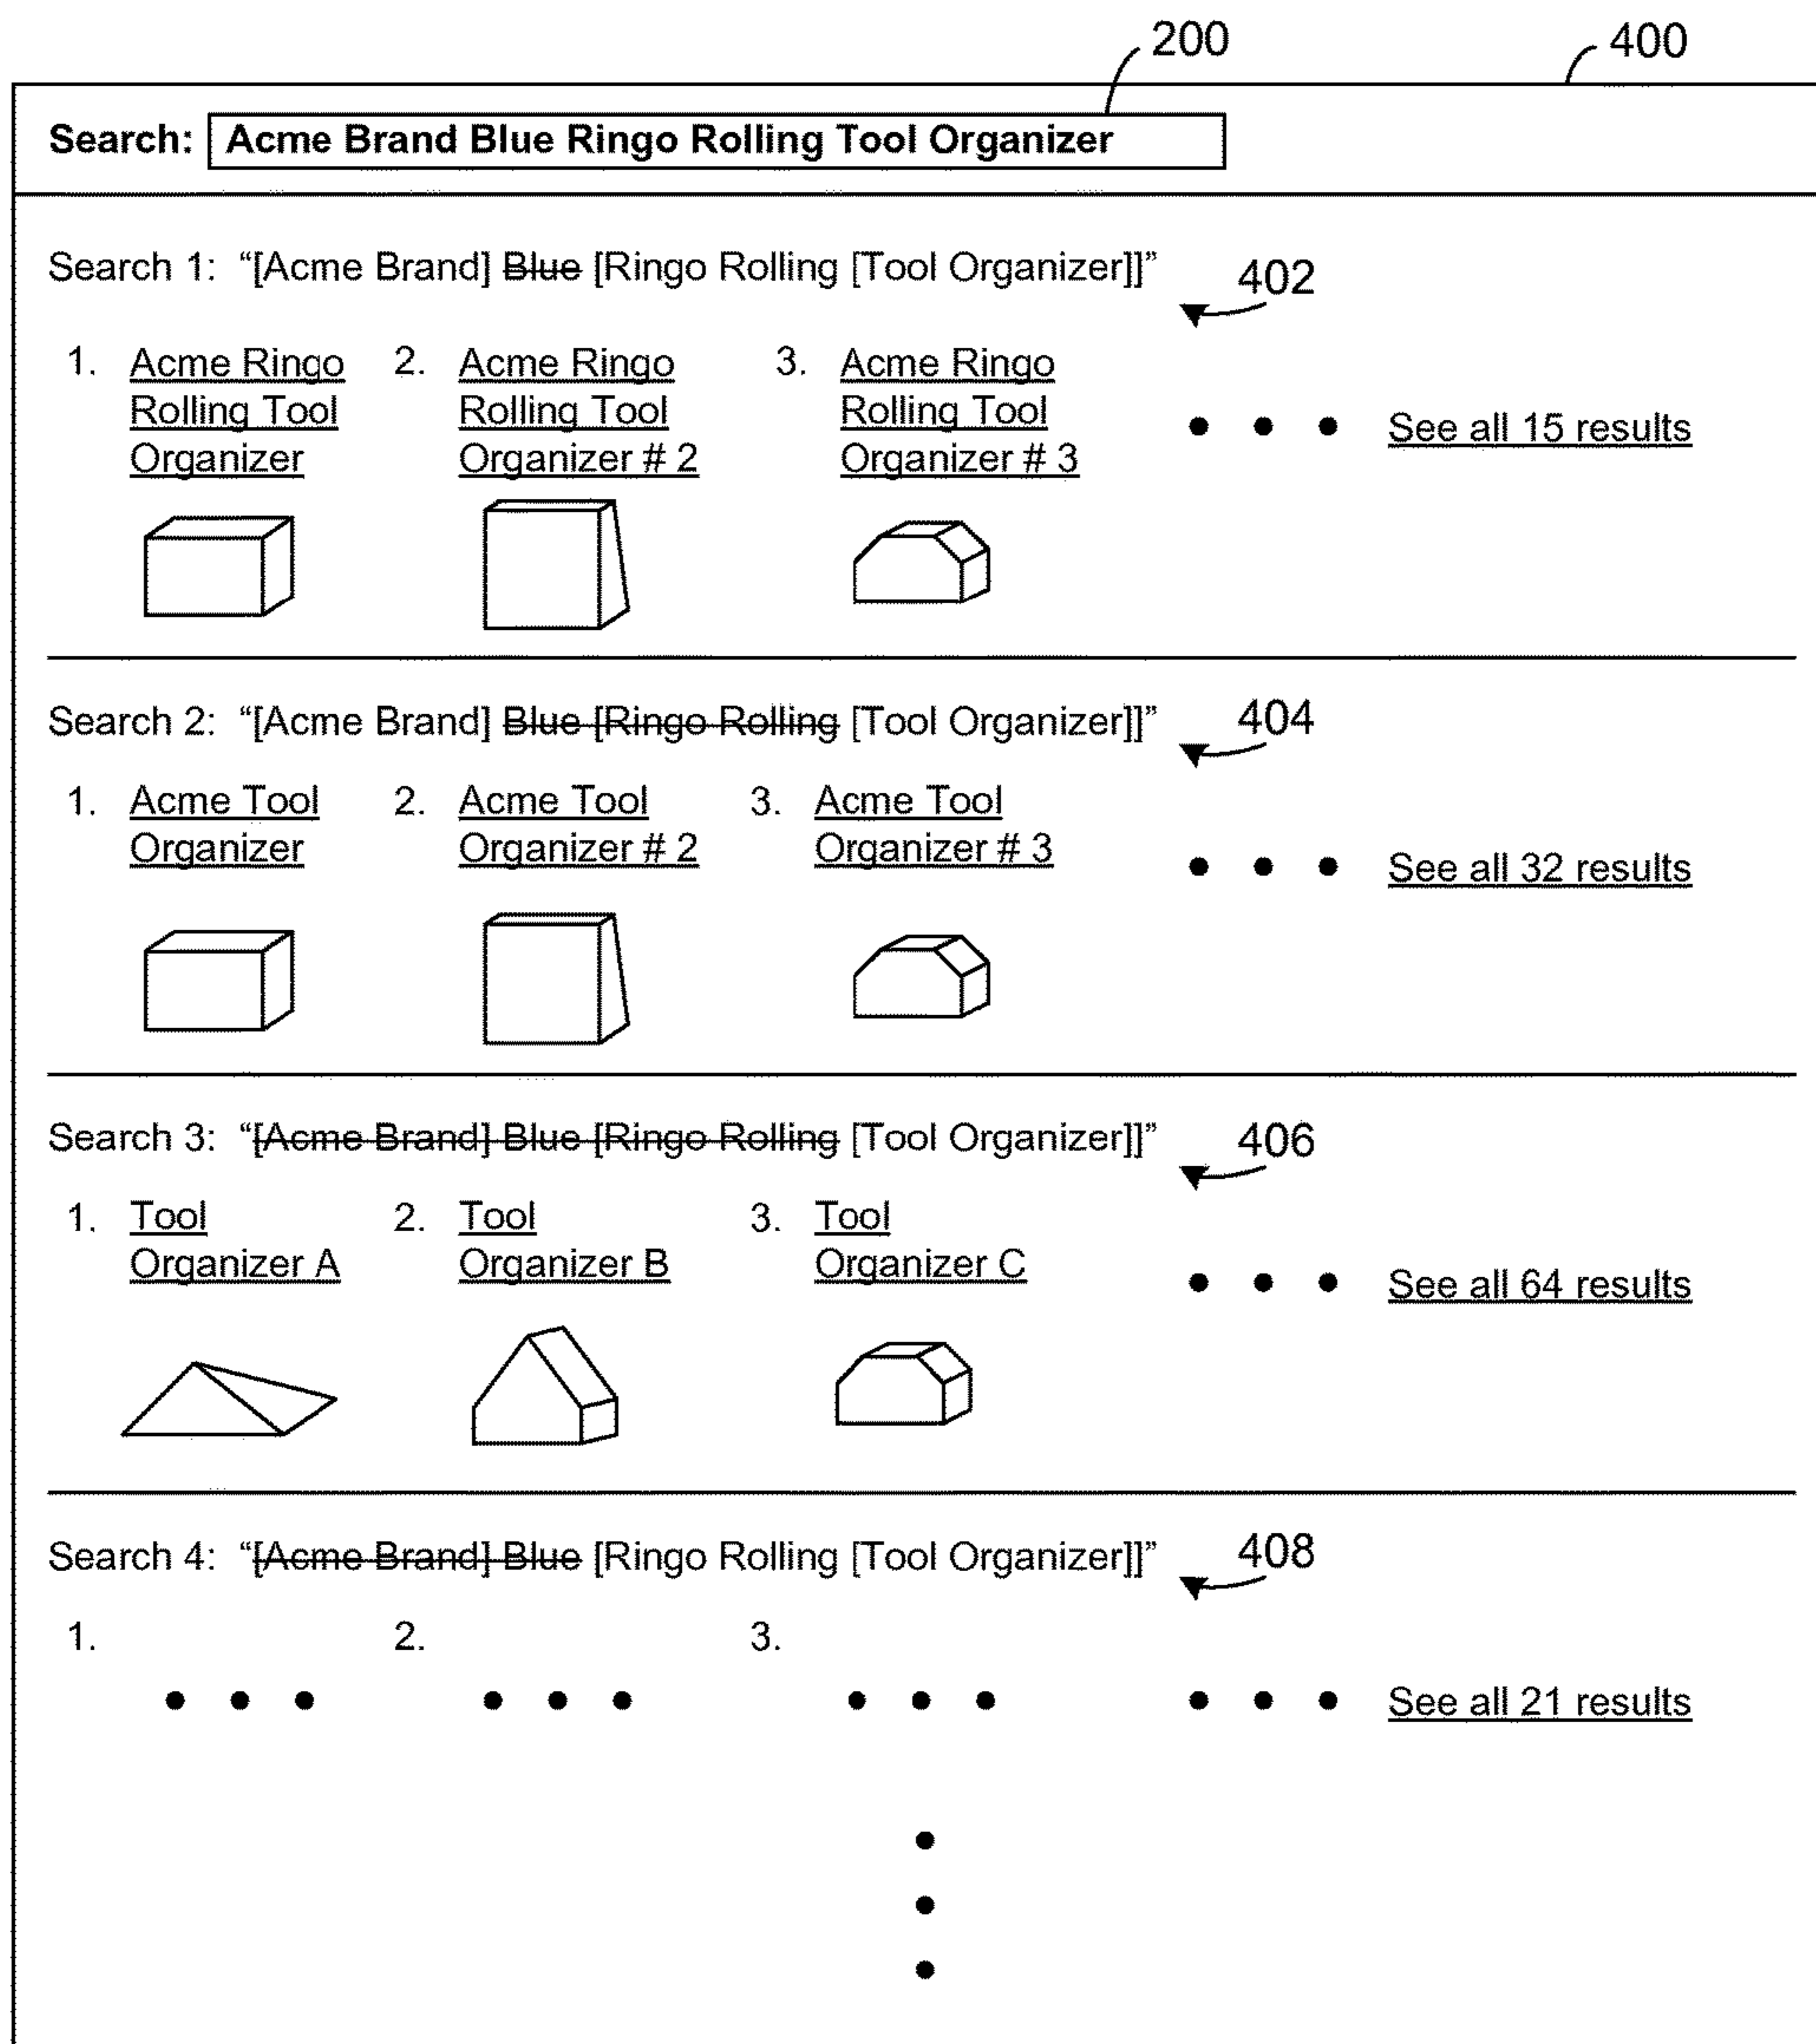 200
400
Search: Acme Brand Blue Ringo Rolling Tool Organizer
Search 1: “[Acme Brand] Blue [Ringo Rolling [Tool Organizer]]”
402
1. Acme Ringo Rolling Tool Organizer
2. Acme Ringo Rolling Tool Organizer # 2
3. Acme Ringo Rolling Tool Organizer # 3
See all 15 results
Search 2: “[Acme Brand] Blue [Ringo Rolling [Tool Organizer]]”
404
1. Acme Tool Organizer
2. Acme Tool Organizer # 2
3. Acme Tool Organizer # 3
See all 32 results
Search 3: “[Acme Brand] Blue [Ringo Rolling [Tool Organizer]]”
406
1. Tool Organizer A
2. Tool Organizer B
3. Tool Organizer C
See all 64 results
Search 4: “[Acme Brand] Blue [Ringo Rolling [Tool Organizer]]”
408
1.
2.
3.
See all 21 results